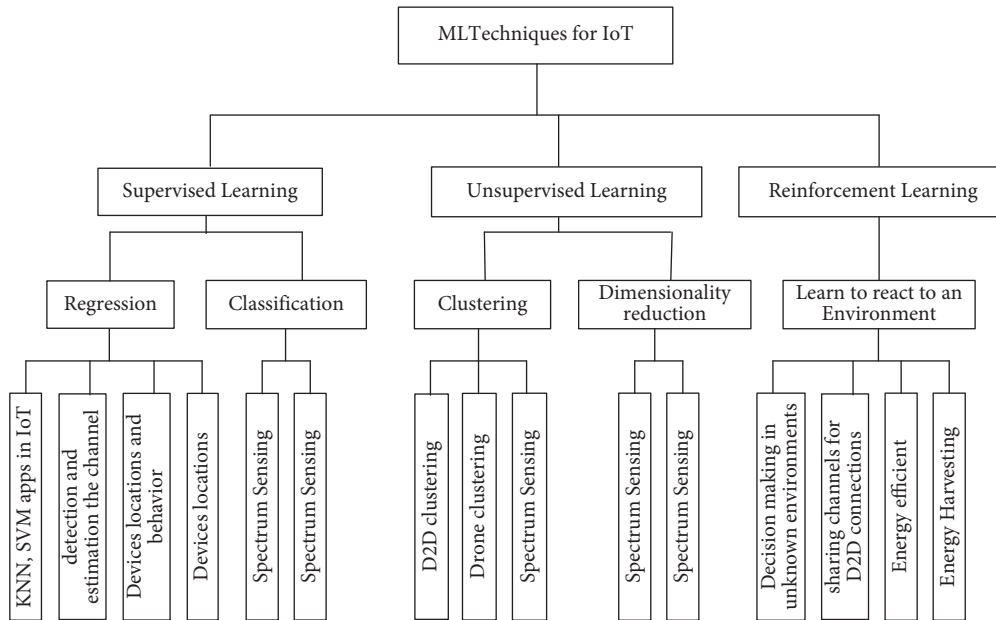 MLTechniques for IoT
Supervised Learning
Unsupervised Learning
Reinforcement Learning
Regression
Classification
Clustering
Dimensionality
reduction
Learn to react to an
Environment
KNN, SVM apps in IoT
detection and
estimation the channel
Devices locations and
behavior
Devices locations
Spectrum Sensing
Spectrum Sensing
D2D clustering
Drone clustering
Spectrum Sensing
Spectrum Sensing
Spectrum Sensing
Decision making in
unknown environments
sharing channels for
D2D connections
Energy efficient
Energy Harvesting